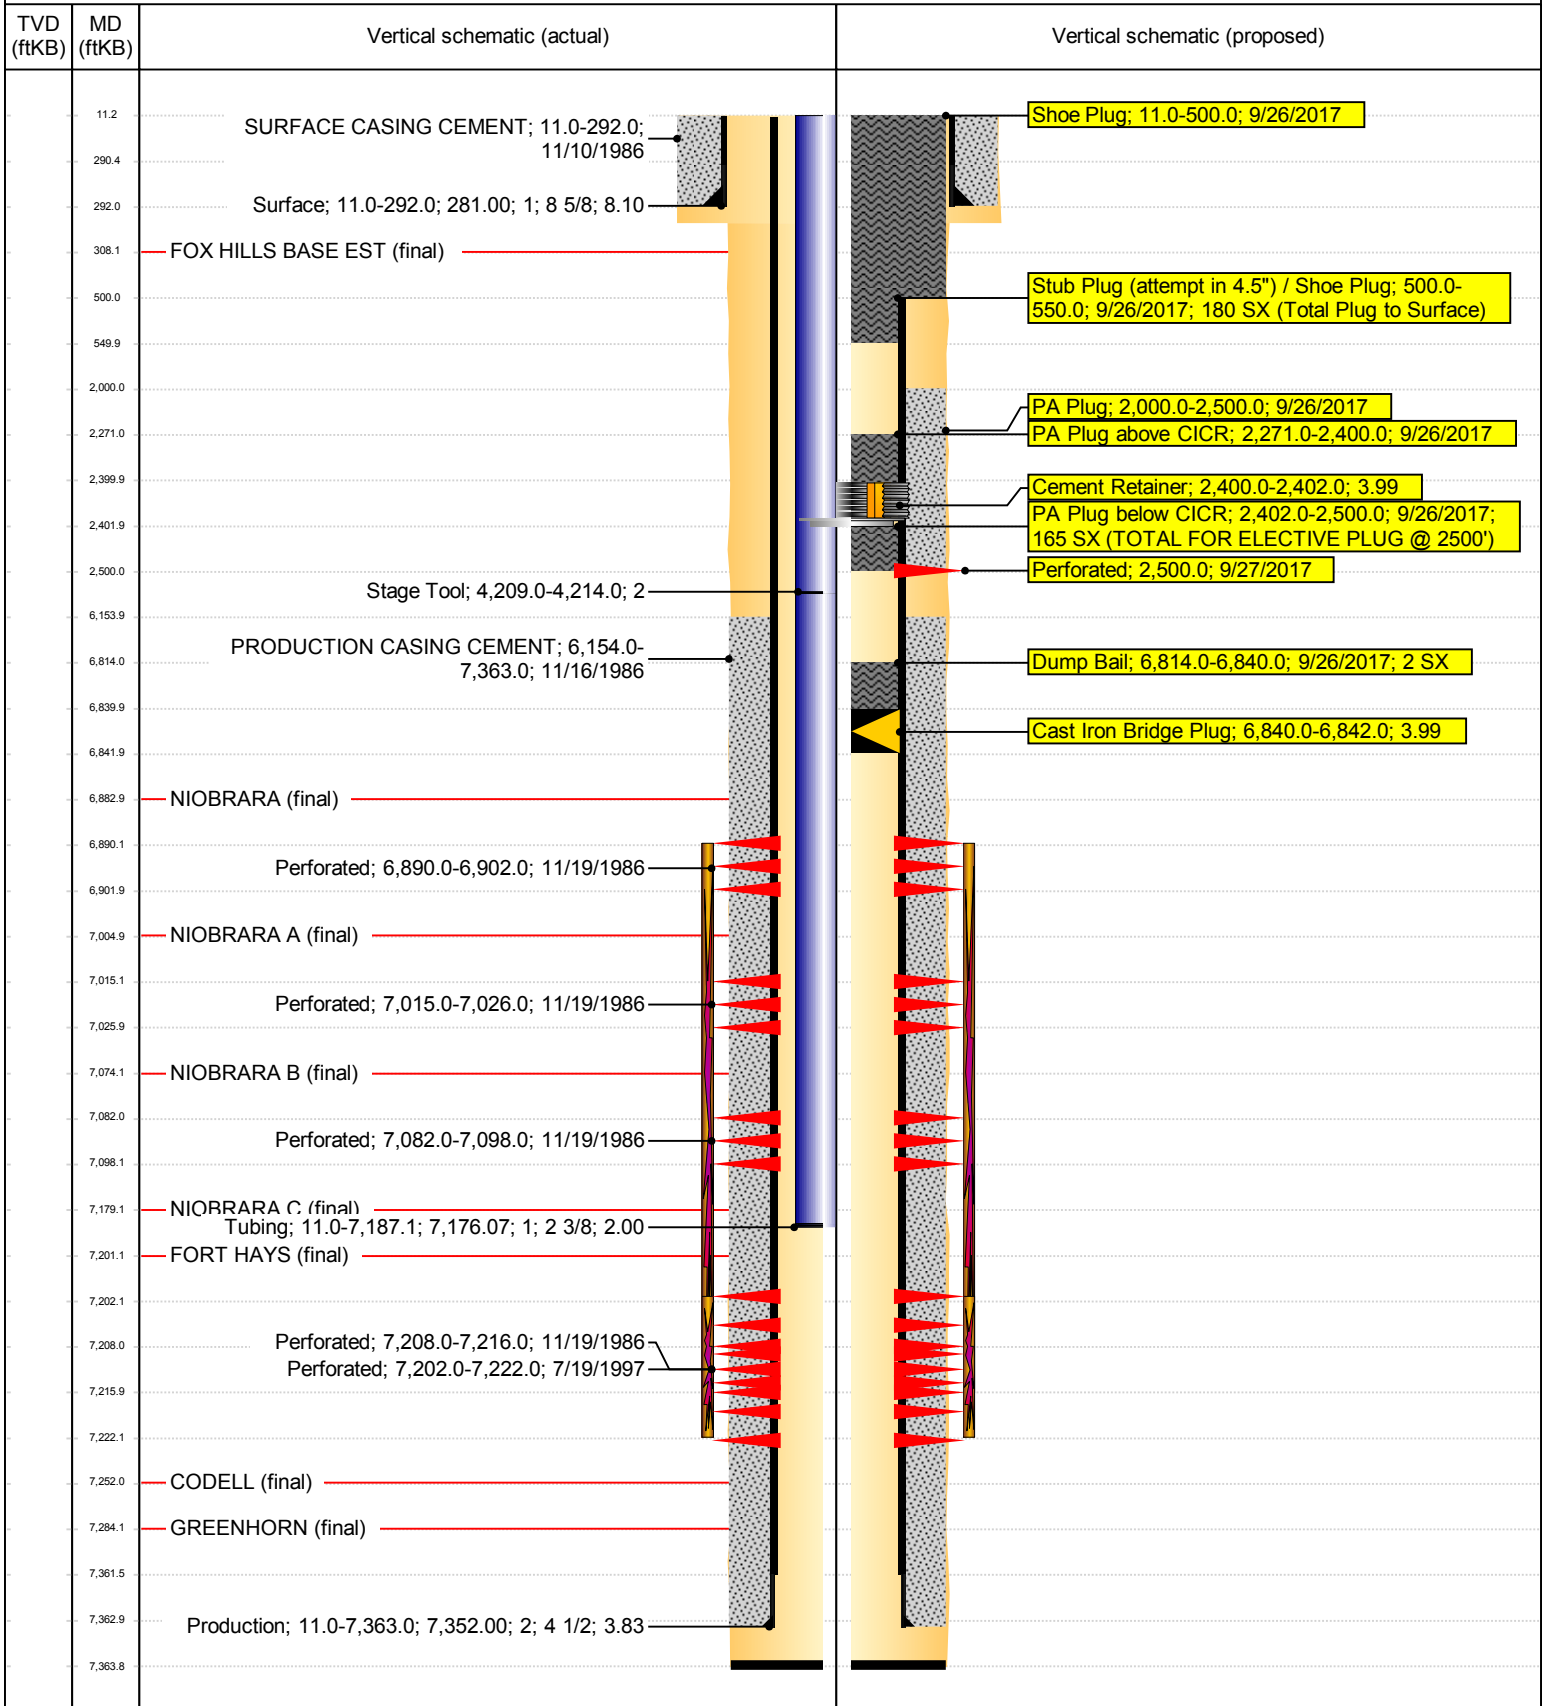 TVD (ftKB)
MD (ftKB)
Vertical schematic (actual)
Vertical schematic (proposed)
11.2
SURFACE CASING CEMENT; 11.0-292.0;
11/10/1986
Shoe Plug; 11.0-500.0; 9/26/2017
290.4
292.0
Surface; 11.0-292.0; 281.00; 1; 8 5/8; 8.10
308.1
FOX HILLS BASE EST (final)
500.0
Stub Plug (attempt in 4.5") / Shoe Plug; 500.0-
550.0; 9/26/2017; 180 SX (Total Plug to Surface)
549.9
2,000.0
PA Plug; 2,000.0-2,500.0; 9/26/2017
2,271.0
PA Plug above CICR; 2,271.0-2,400.0; 9/26/2017
2,399.9
Cement Retainer; 2,400.0-2,402.0; 3.99
2,401.9
PA Plug below CICR; 2,402.0-2,500.0; 9/26/2017;
165 SX (TOTAL FOR ELECTIVE PLUG @ 2500')
2,500.0
Perforated; 2,500.0; 9/27/2017
Stage Tool; 4,209.0-4,214.0; 2
6,153.9
PRODUCTION CASING CEMENT; 6,154.0-
7,363.0; 11/16/1986
6,814.0
Dump Bail; 6,814.0-6,840.0; 9/26/2017; 2 SX
6,839.9
Cast Iron Bridge Plug; 6,840.0-6,842.0; 3.99
6,841.9
6,882.9
NIOBRARA (final)
6,890.1
Perforated; 6,890.0-6,902.0; 11/19/1986
6,901.9
7,004.9
NIOBRARA A (final)
7,015.1
Perforated; 7,015.0-7,026.0; 11/19/1986
7,025.9
7,074.1
NIOBRARA B (final)
7,082.0
Perforated; 7,082.0-7,098.0; 11/19/1986
7,098.1
7,179.1
NIOBRARA C (final)
Tubing; 11.0-7,187.1; 7,176.07; 1; 2 3/8; 2.00
7,201.1
FORT HAYS (final)
7,202.1
Perforated; 7,208.0-7,216.0; 11/19/1986
7,208.0
Perforated; 7,202.0-7,222.0; 7/19/1997
7,215.9
7,222.1
7,252.0
CODELL (final)
7,284.1
GREENHORN (final)
7,361.5
7,362.9
Production; 11.0-7,363.0; 7,352.00; 2; 4 1/2; 3.83
7,363.8